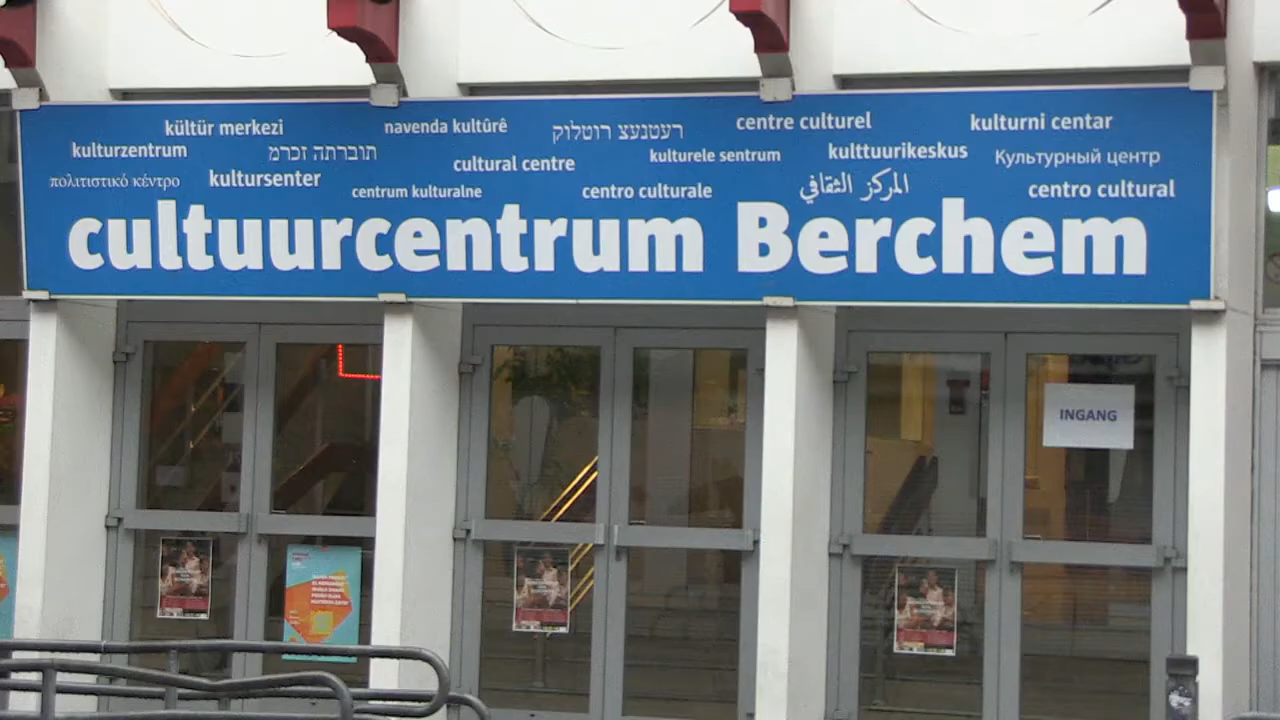 kültür merkezi
navenda kultûrê
רעטנעצ רוטלוק
centre culturel
kulturni centar
kulturzentrum
תוברתה זכרמ
cultural centre
kulturele sentrum
kulttuurikeskus
Культурный центр
πολιτιστικό κέντρο
kultursenter
centrum kulturalne
centro culturale
المركز الثقافي
centro cultural
cultuurcentrum Berchem
INGANG